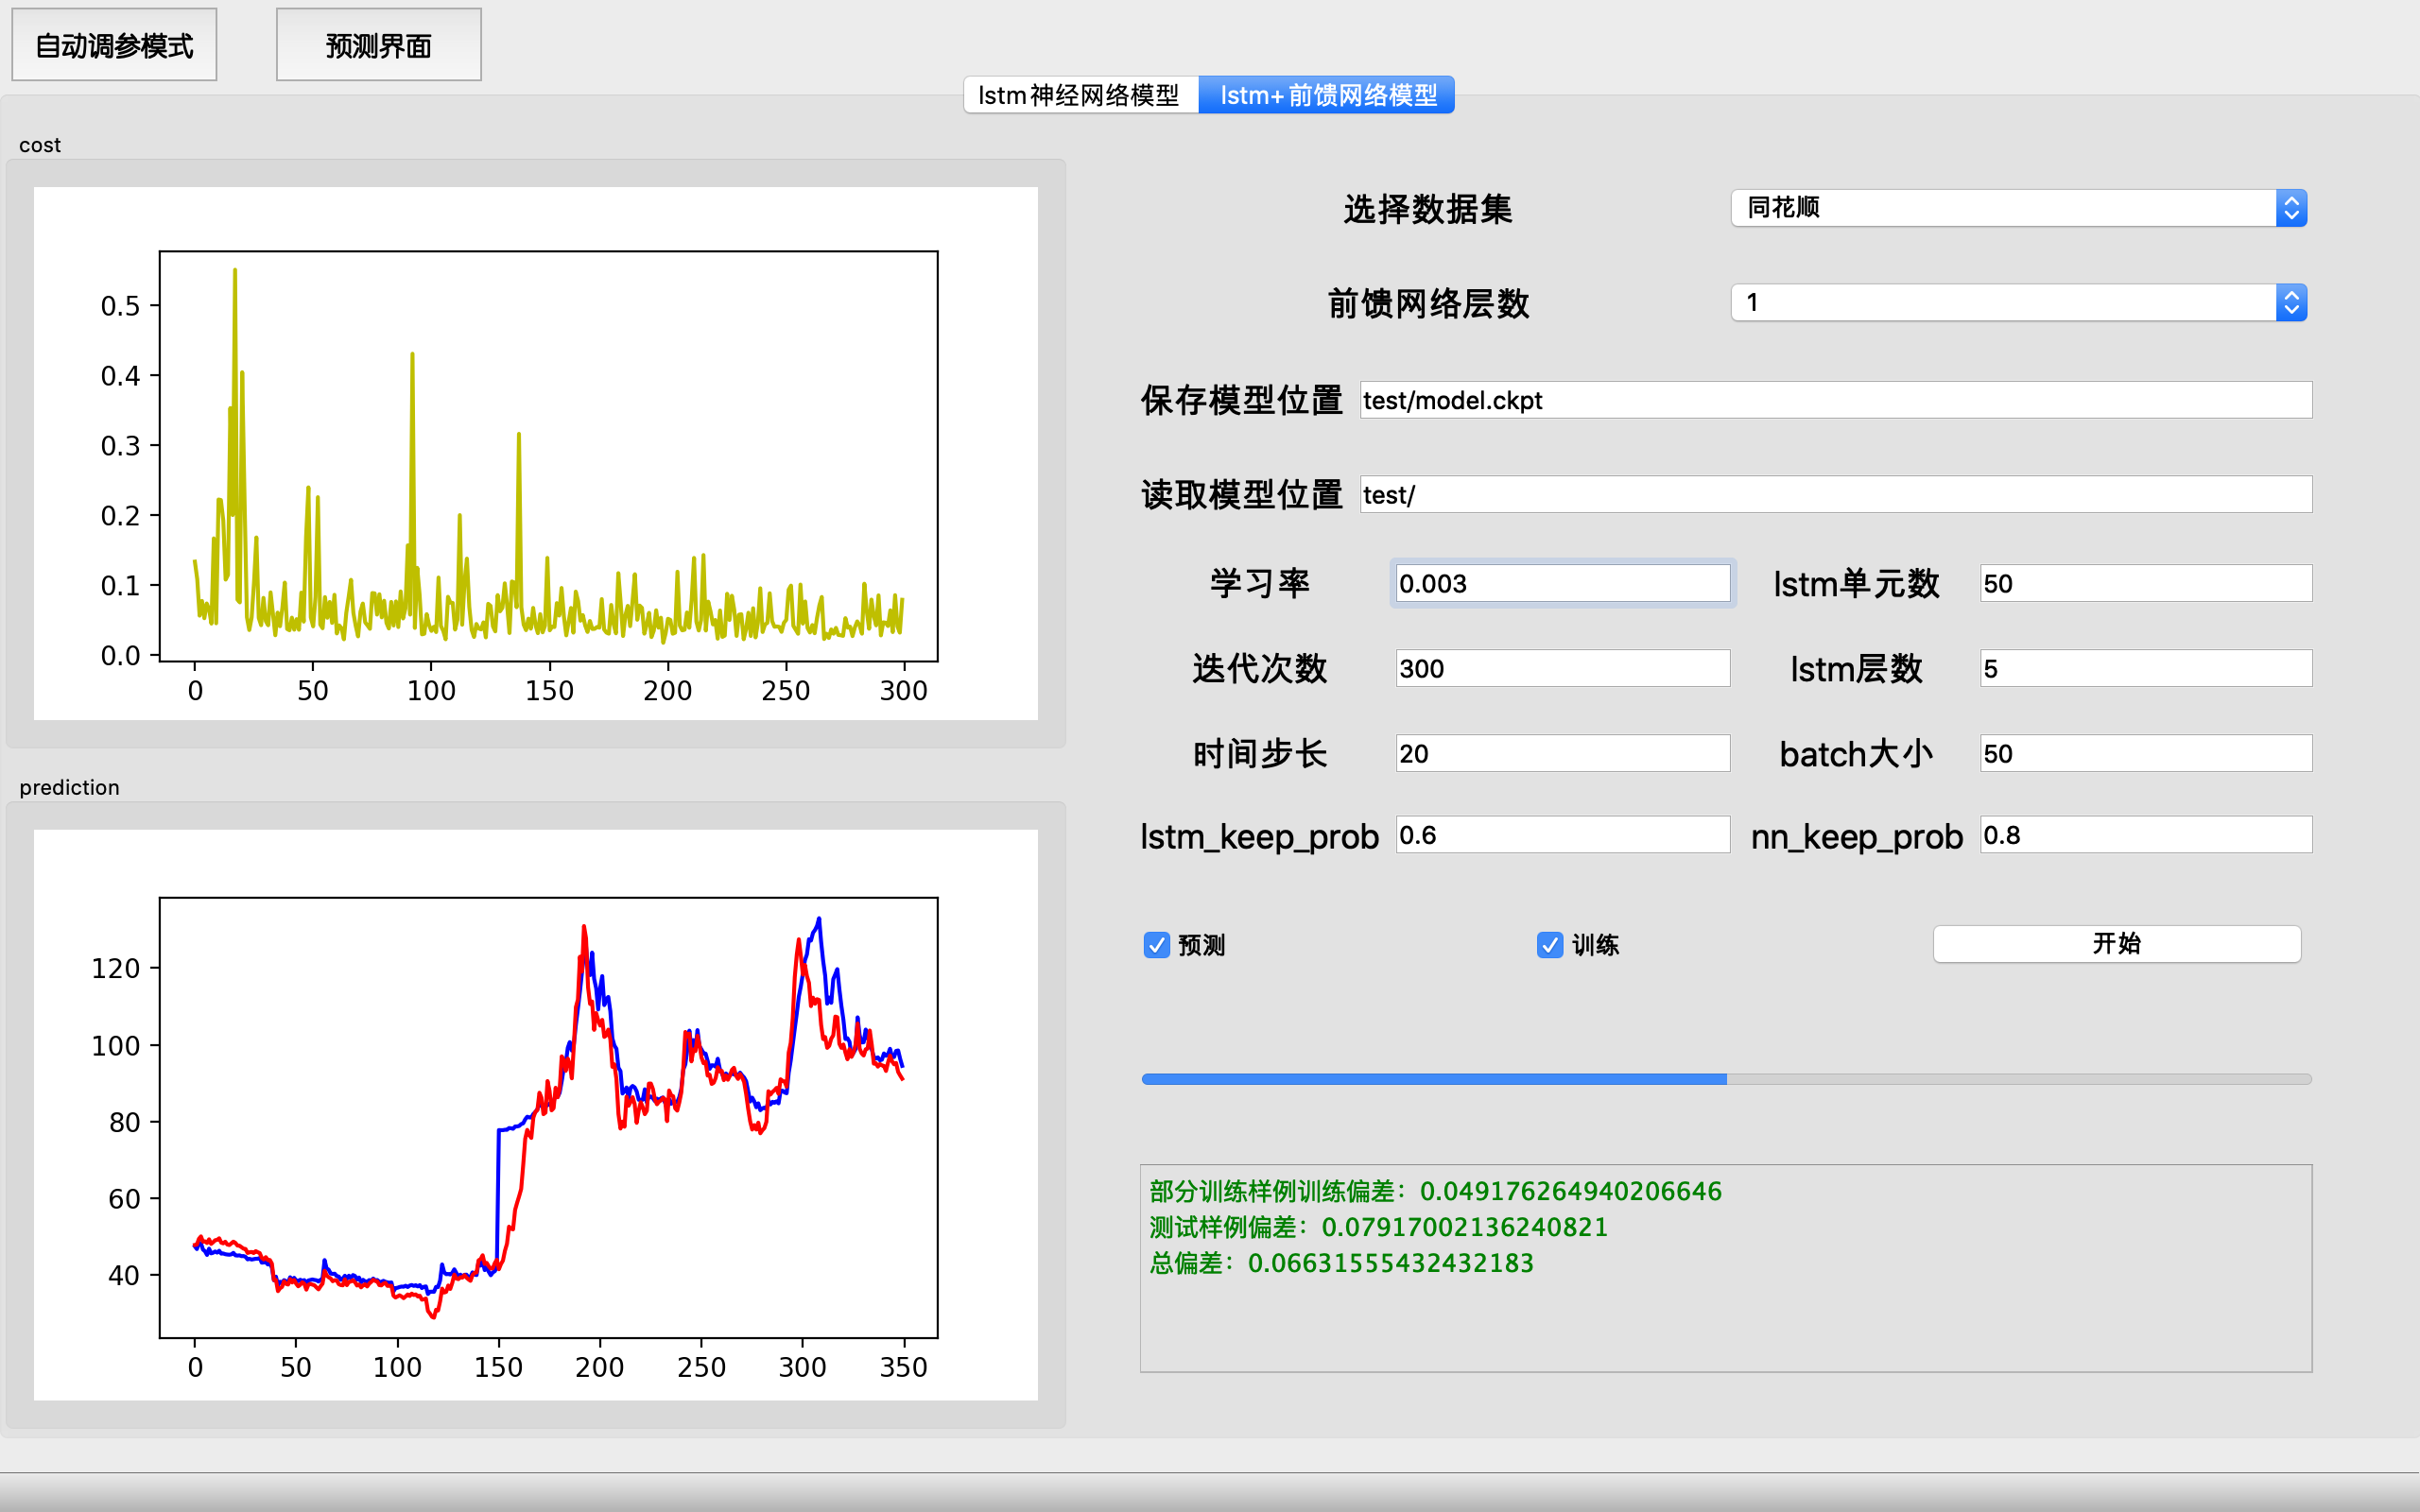 自动调参模式 预测界面
lstm神经网络模型 lstm+前馈网络模型
cost
0.5
0.4
0.3
0.2
0.1
0.0
0 50 100 150 200 250 300
prediction
120
100
80
60
40
0 50 100 150 200 250 300 350
选择数据集 同花顺
前馈网络层数 1
保存模型位置 test/model.ckpt
读取模型位置 test/
学习率 0.003 lstm单元数 50
迭代次数 300 lstm层数 5
时间步长 20 batch大小 50
lstm_keep_prob 0.6 nn_keep_prob 0.8
预测 训练 开始
部分训练样例训练偏差：0.049176264940206646
测试样例偏差：0.07917002136240821
总偏差：0.06631555432432183